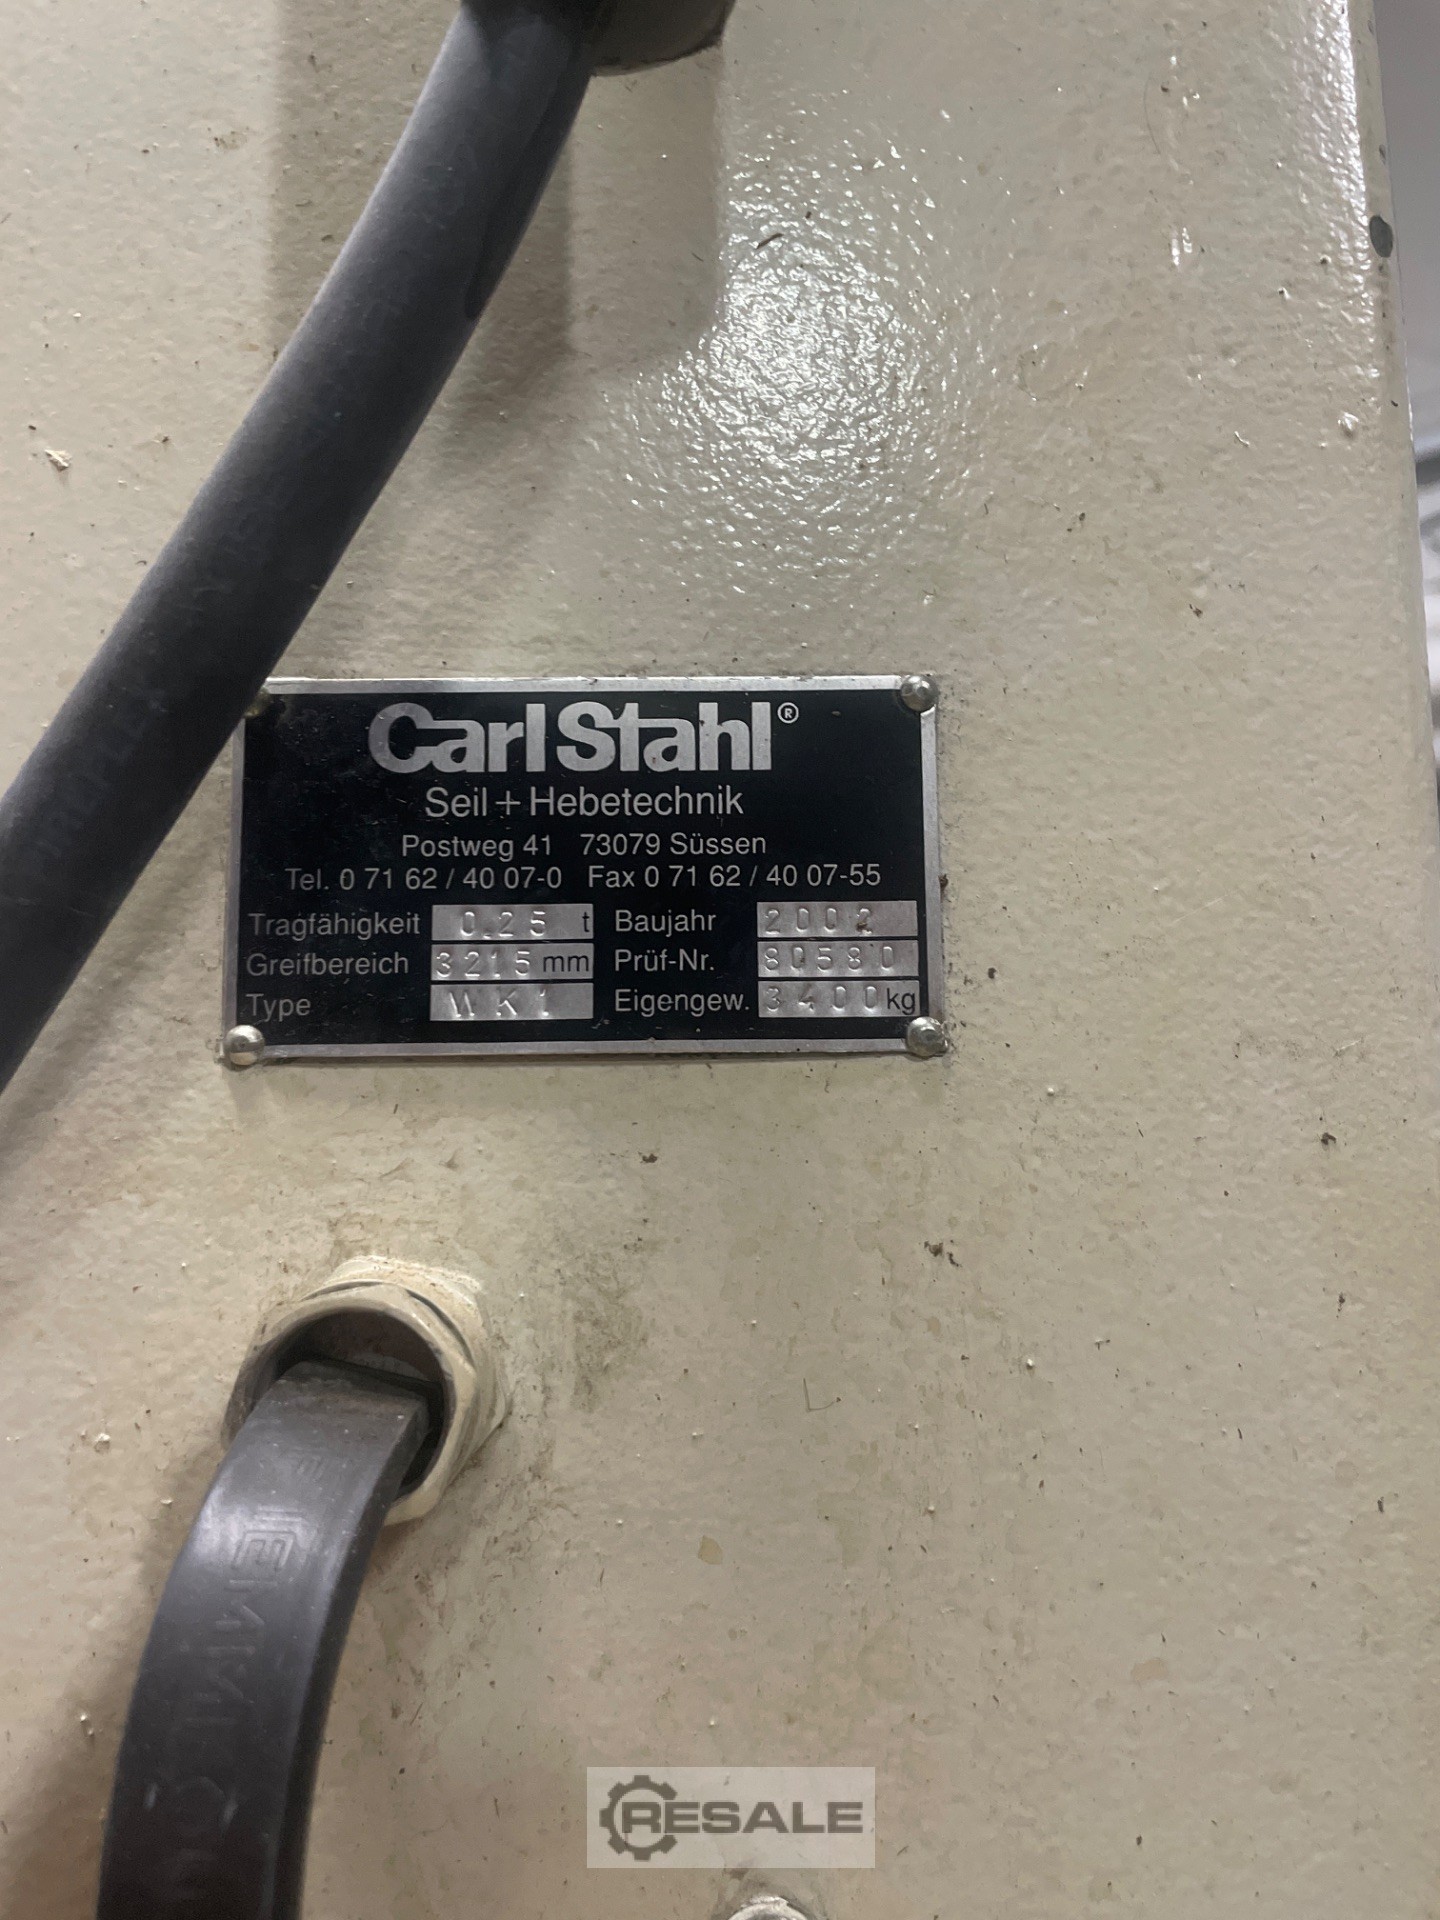 CarlStahl®
Seil + Hebetechnik
Postweg 41 73079 Süssen
Tel. 0 71 62 / 40 07-0 Fax 0 71 62 / 40 07-55
Tragfähigkeit 0.25 t Baujahr 2002
Greifbereich 3215 mm Prüf-Nr. 80580
Type WK1 Eigengew. 3400 kg
RESALE